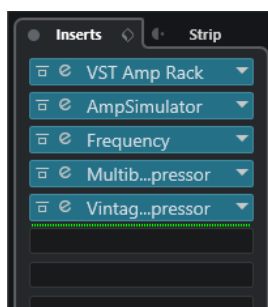 Inserts Strip
VST Amp Rack
AmpSimulator
Frequency
Multib...pressor
Vintag...pressor